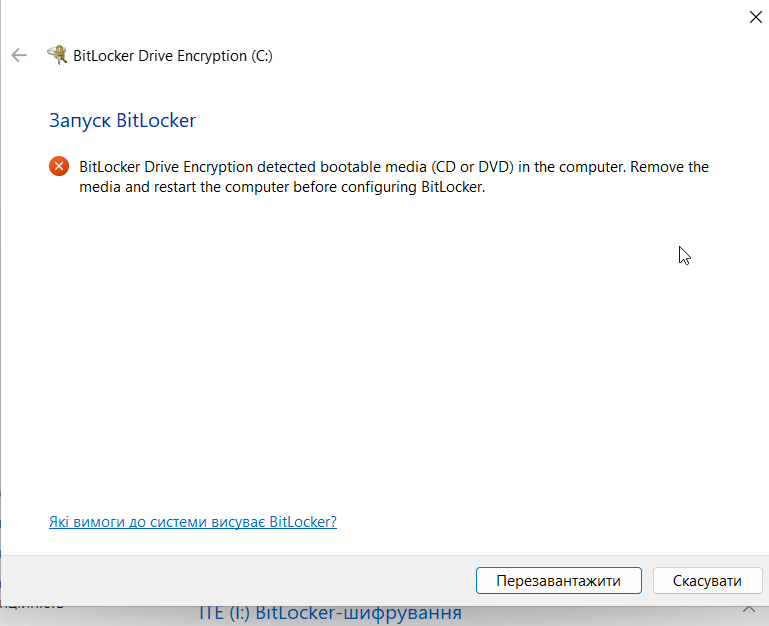 BitLocker Drive Encryption (C:)
Запуск BitLocker
BitLocker Drive Encryption detected bootable media (CD or DVD) in the computer. Remove the
media and restart the computer before configuring BitLocker.
Які вимоги до системи висуває BitLocker?
Перезавантажити
Скасувати
ITE (I:) BitLocker-шифрування